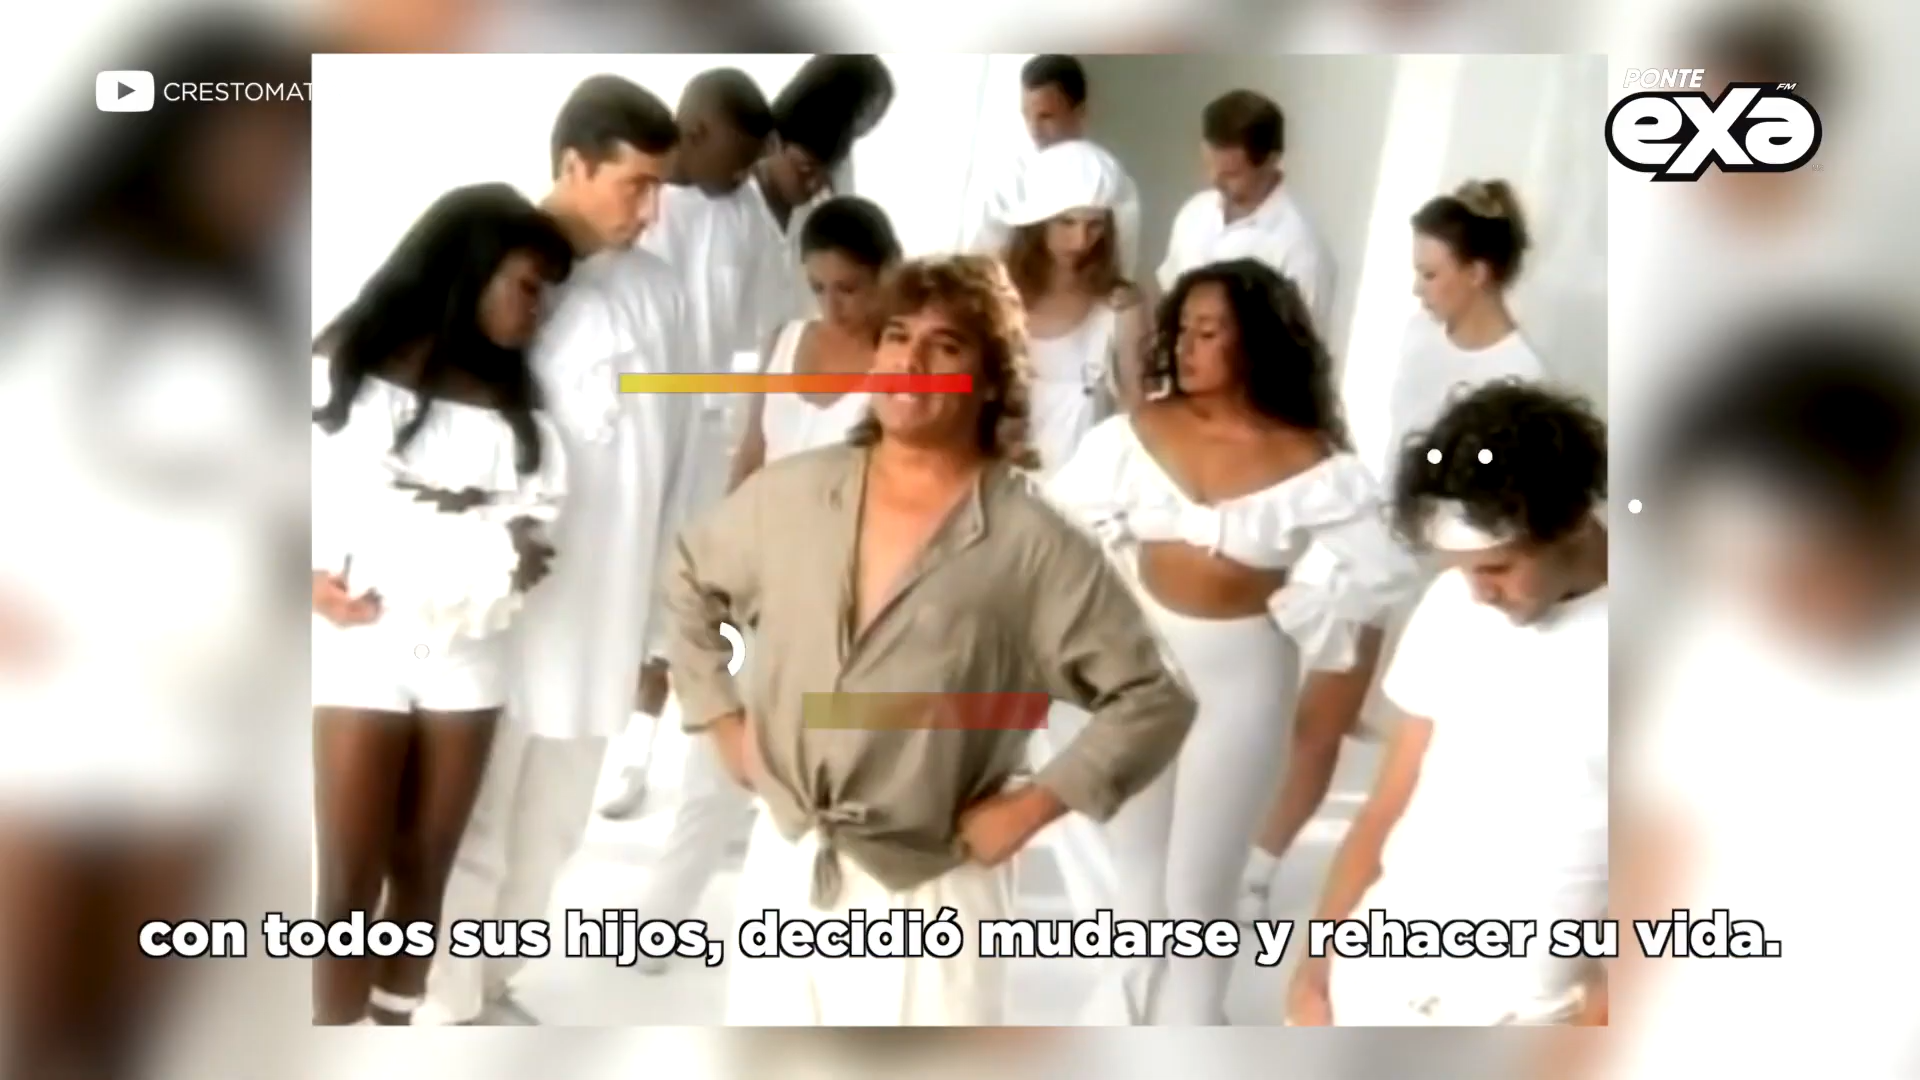 CRESTOMAT
PONTE
exa
FM
con todos sus hijos, decidió mudarse y rehacer su vida.